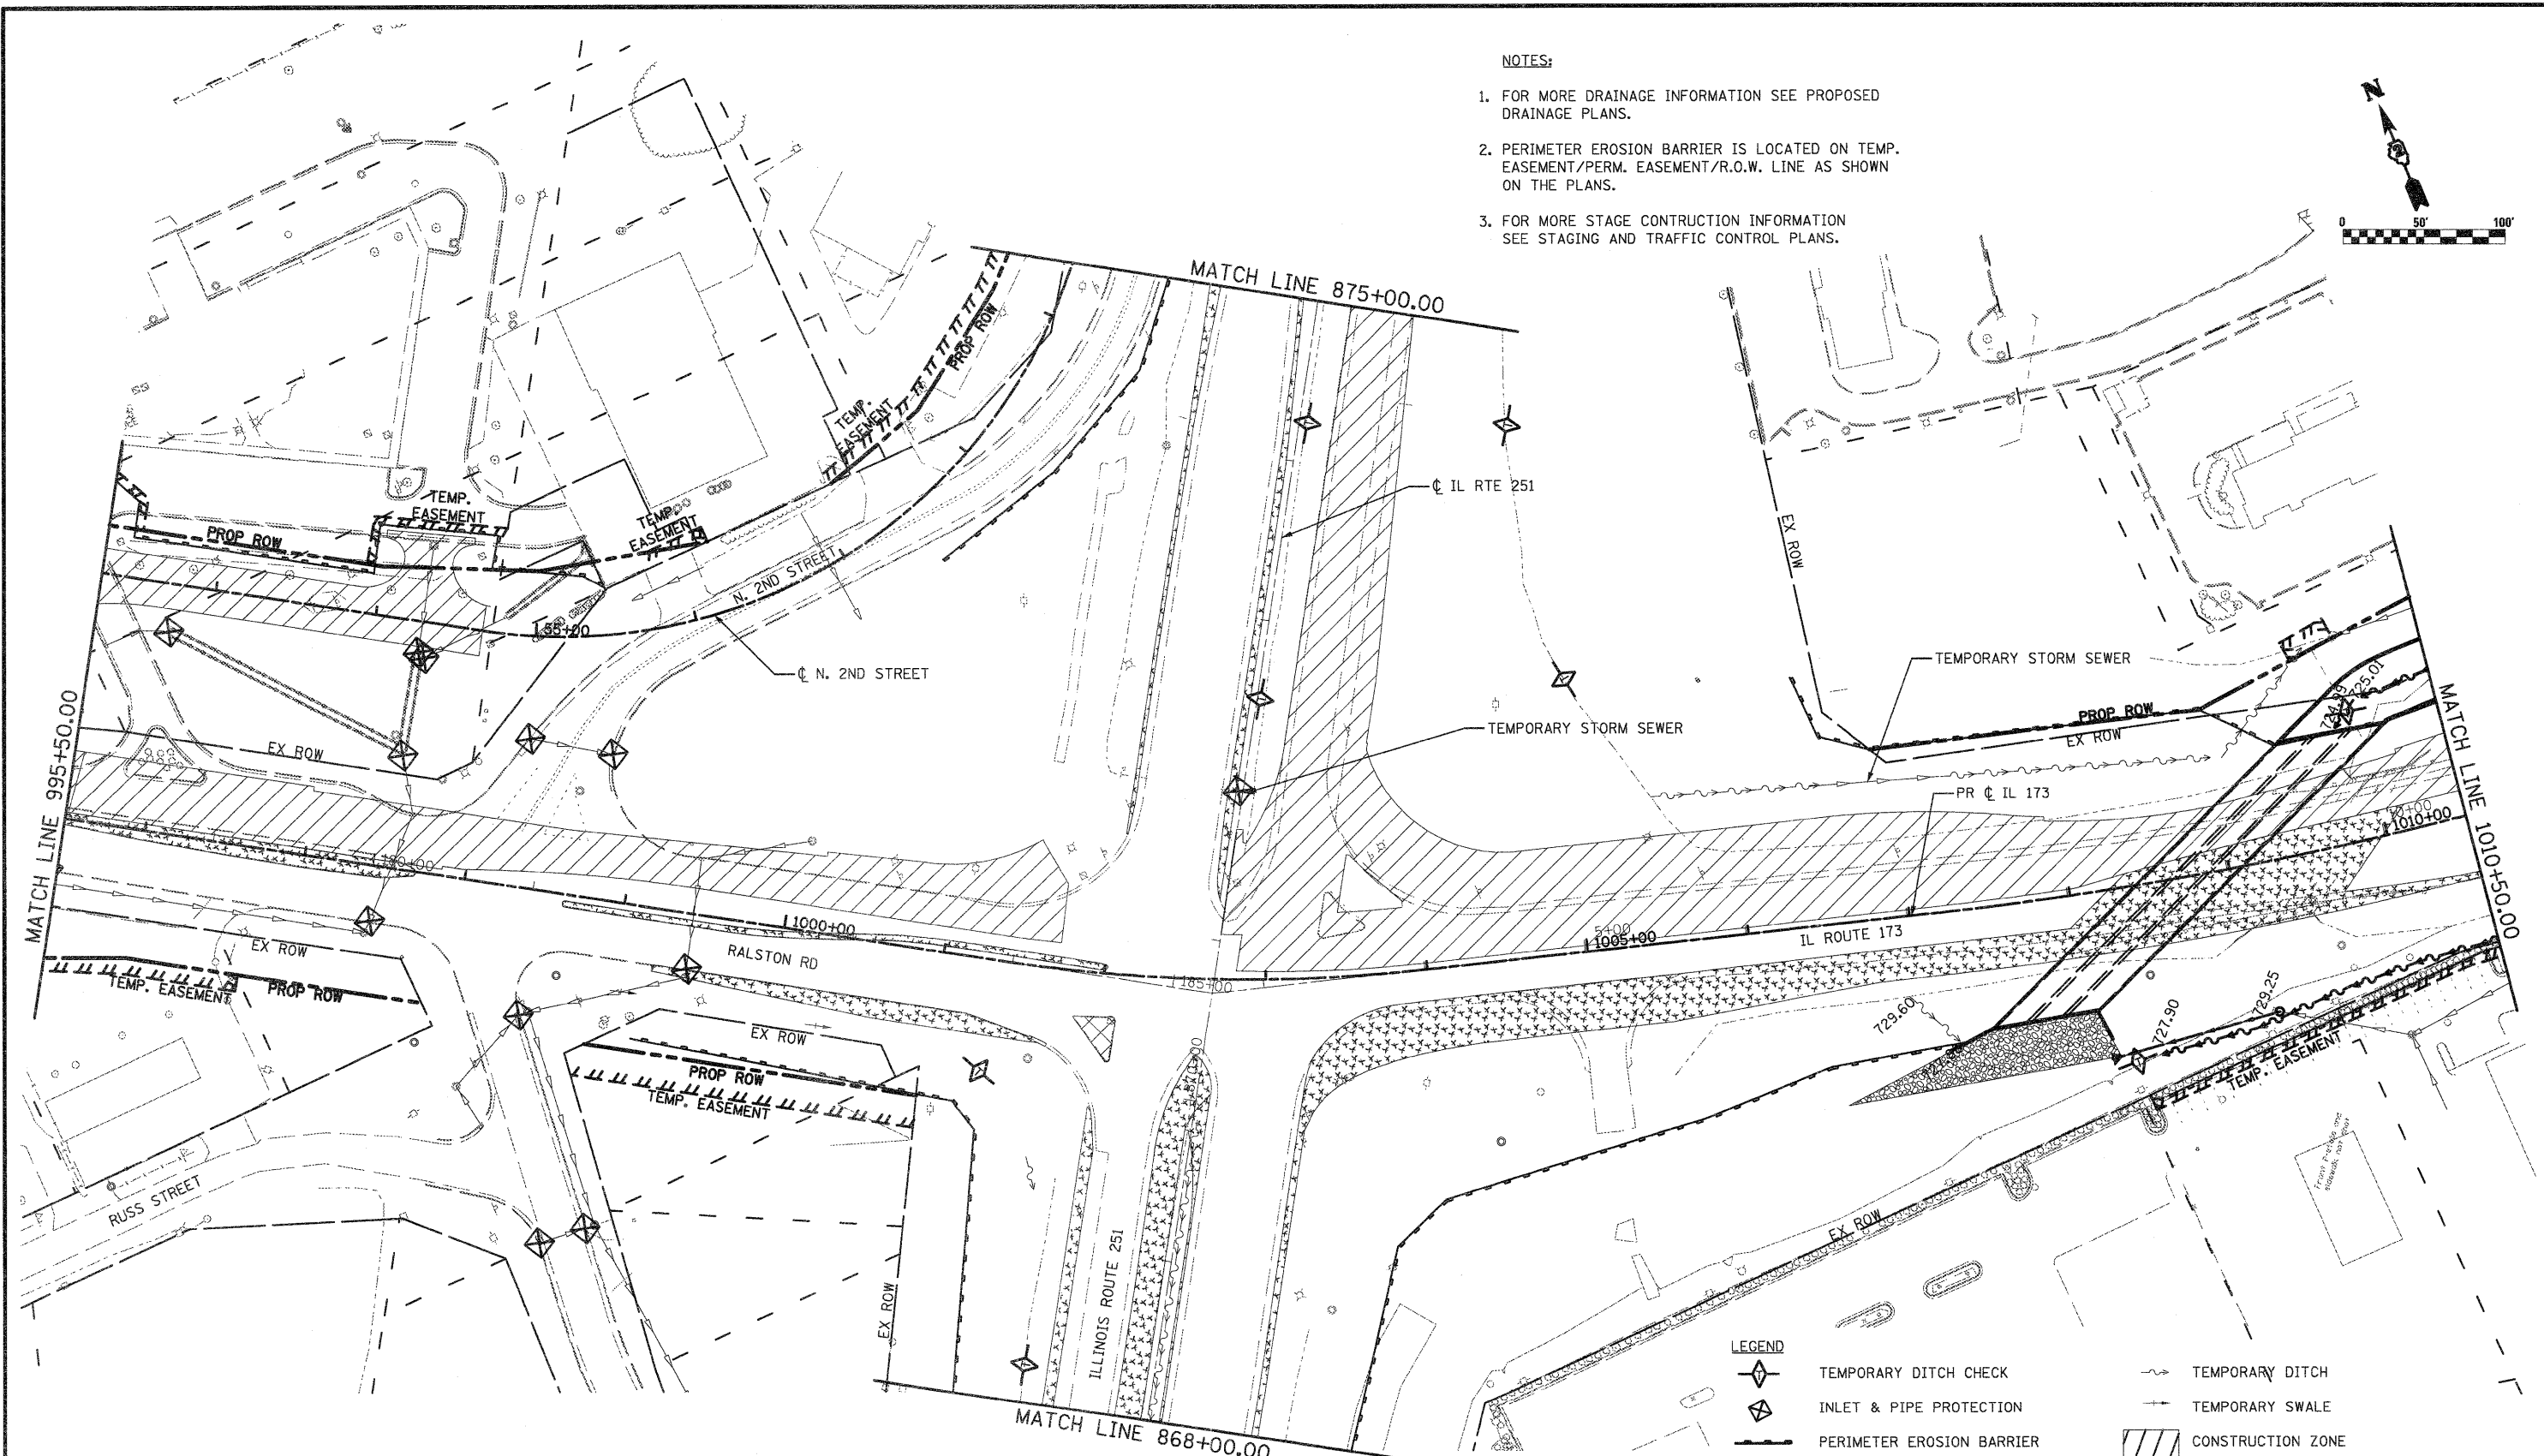 NOTES:
1. FOR MORE DRAINAGE INFORMATION SEE PROPOSED
DRAINAGE PLANS.
2. PERIMETER EROSION BARRIER IS LOCATED ON TEMP.
EASEMENT/PERM. EASEMENT/R.O.W. LINE AS SHOWN
ON THE PLANS.
3. FOR MORE STAGE CONTRUCTION INFORMATION
SEE STAGING AND TRAFFIC CONTROL PLANS.
N
0 50' 100'
MATCH LINE 875+00.00
PROP ROW
TEMP.
EASEMENT
₵ IL RTE 251
TEMP.
EASEMENT
TEMP.
EASEMENT
PROP ROW
EX ROW
N. 2ND STREET
55+00
₵ N. 2ND STREET
TEMPORARY STORM SEWER
725.01
PROP ROW
EX ROW
TEMPORARY STORM SEWER
MATCH LINE 995+50.00
EX ROW
PR ₵ IL 173
10+00
1010+00
MATCH LINE 1010+50.00
1000+00
RALSTON RD
5+00
1005+00
IL ROUTE 173
EX ROW
TEMP. EASEMENT
PROP ROW
185+00
729.60
727.90
729.25
EX ROW
PROP ROW
TEMP. EASEMENT
TEMP. EASEMENT
RUSS STREET
EX ROW
ILLINOIS ROUTE 251
EX ROW
MATCH LINE 868+00.00
LEGEND
TEMPORARY DITCH CHECK
TEMPORARY DITCH
INLET & PIPE PROTECTION
TEMPORARY SWALE
PERIMETER EROSION BARRIER
CONSTRUCTION ZONE